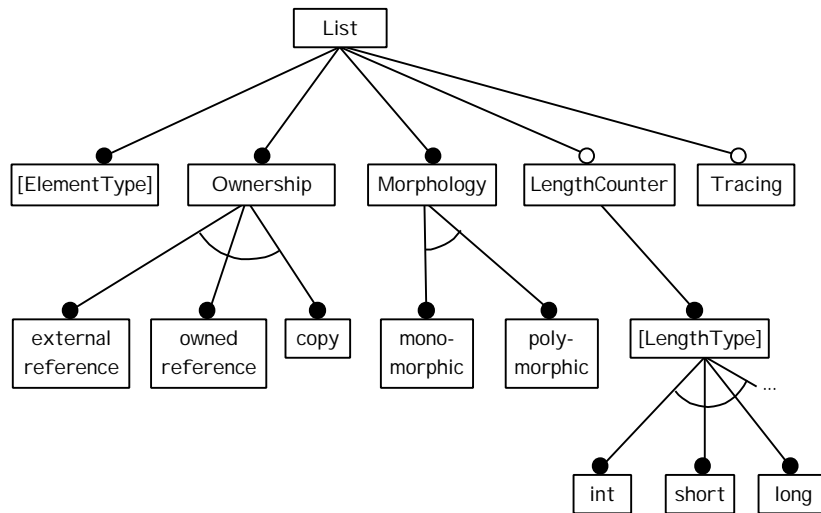 List
[ElementType]
Ownership
Morphology
LengthCounter
Tracing
external
reference
owned
reference
copy
mono-
morphic
poly-
morphic
[LengthType]
...
int
short
long